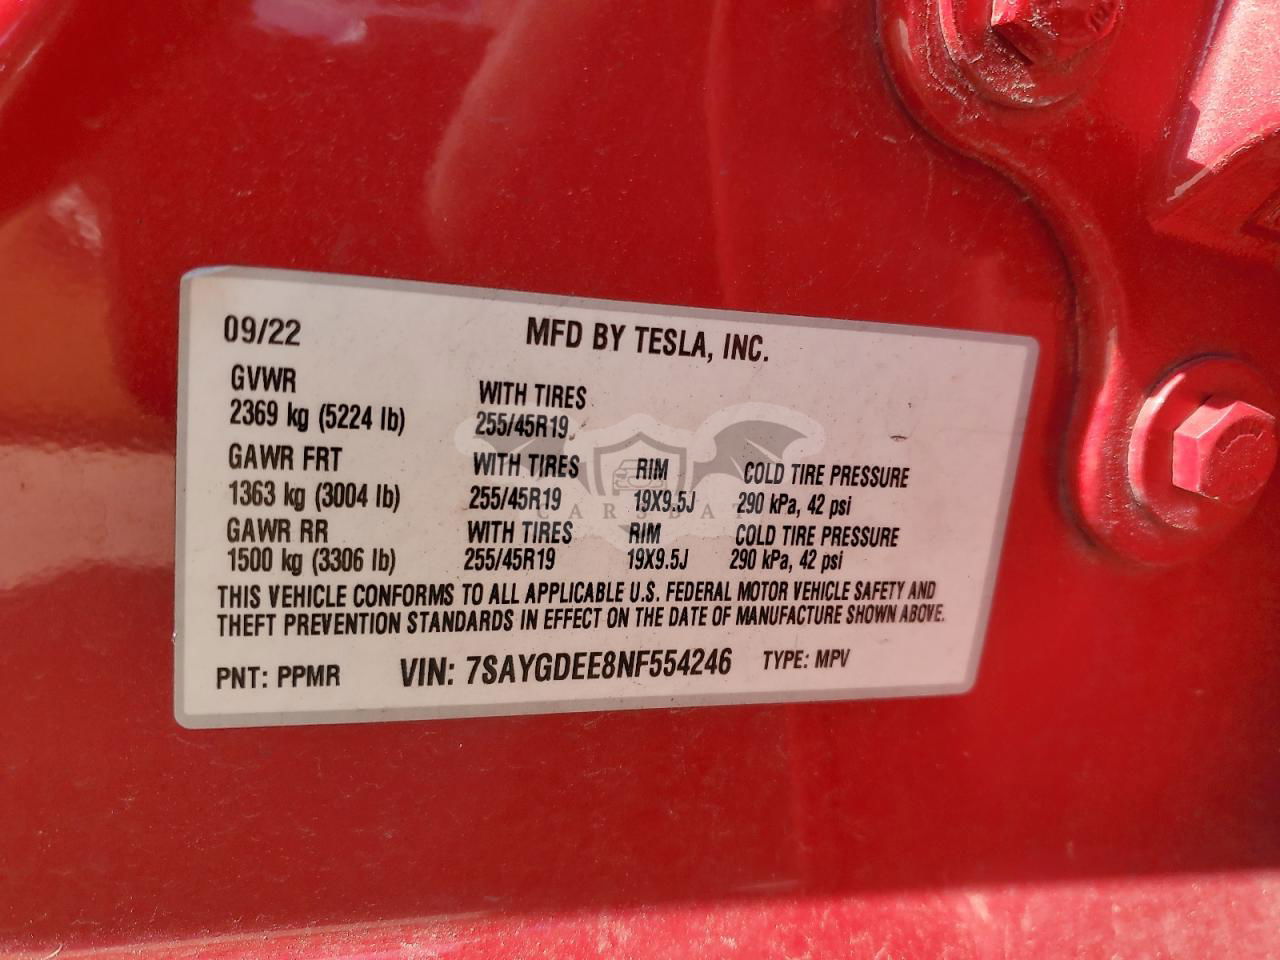 09/22 MFD BY TESLA, INC.
GVWR WITH TIRES
2369 kg (5224 lb) 255/45R19
GAWR FRT WITH TIRES RIM COLD TIRE PRESSURE
1363 kg (3004 lb) 255/45R19 19X9.5J 290 kPa, 42 psi
GAWR RR WITH TIRES RIM COLD TIRE PRESSURE
1500 kg (3306 lb) 255/45R19 19X9.5J 290 kPa, 42 psi
THIS VEHICLE CONFORMS TO ALL APPLICABLE U.S. FEDERAL MOTOR VEHICLE SAFETY AND
THEFT PREVENTION STANDARDS IN EFFECT ON THE DATE OF MANUFACTURE SHOWN ABOVE.
PNT: PPMR VIN: 7SAYGDEE8NF554246 TYPE: MPV